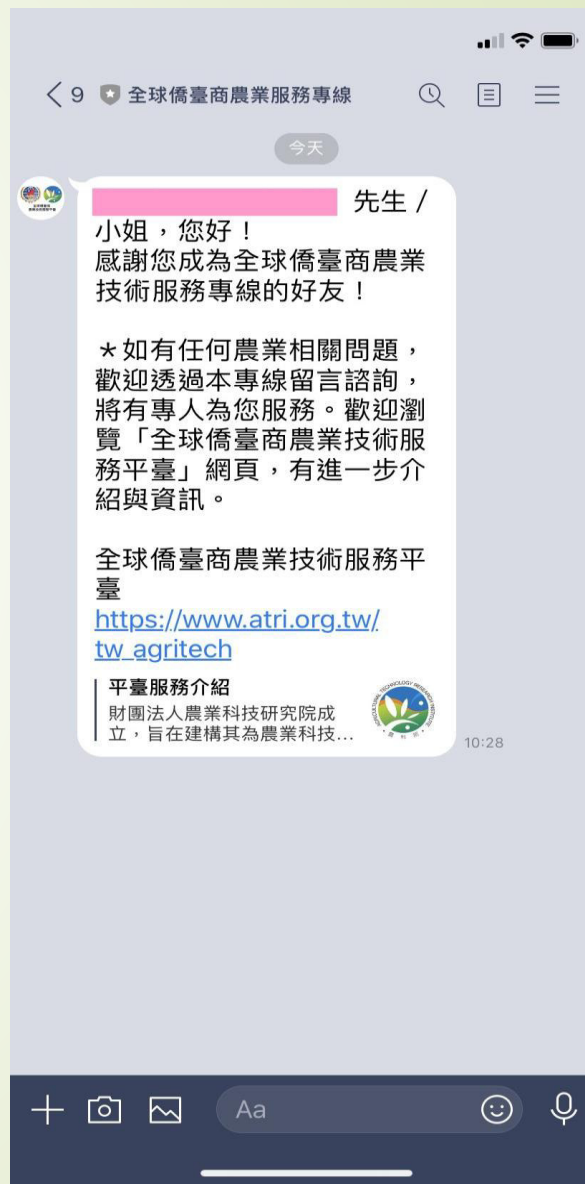 9 全球僑臺商農業服務專線
今天
先生 /
小姐，您好！
感謝您成為全球僑臺商農業
技術服務專線的好友！
＊如有任何農業相關問題，
歡迎透過本專線留言諮詢，
將有專人為您服務。歡迎瀏
覽「全球僑臺商農業技術服
務平臺」網頁，有進一步介
紹與資訊。
全球僑臺商農業技術服務平
臺
https://www.atri.org.tw/
tw_agritech
平臺服務介紹
財團法人農業科技研究院成
立，旨在建構其為農業科技...
10:28
Aa